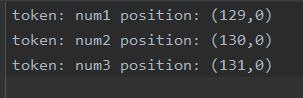 token: num1 position: (129,0)
token: num2 position: (130,0)
token: num3 position: (131,0)